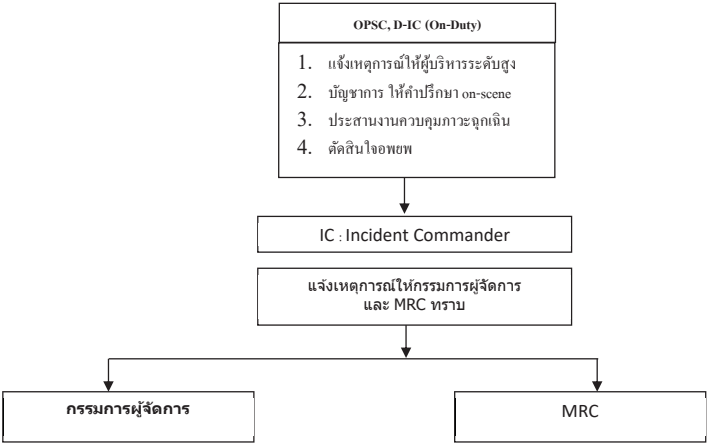 OPSC, D-IC (On-Duty)
1. แจ้งเหตุการณ์ให้ผู้บริหารระดับสูง
2. บัญชาการ ให้คำปรึกษา on-scene
3. ประสานงานควบคุมภาวะฉุกเฉิน
4. ตัดสินใจอพยพ
IC : Incident Commander
แจ้งเหตุการณ์ให้กรรมการผู้จัดการ
และ MRC ทราบ
กรรมการผู้จัดการ
MRC